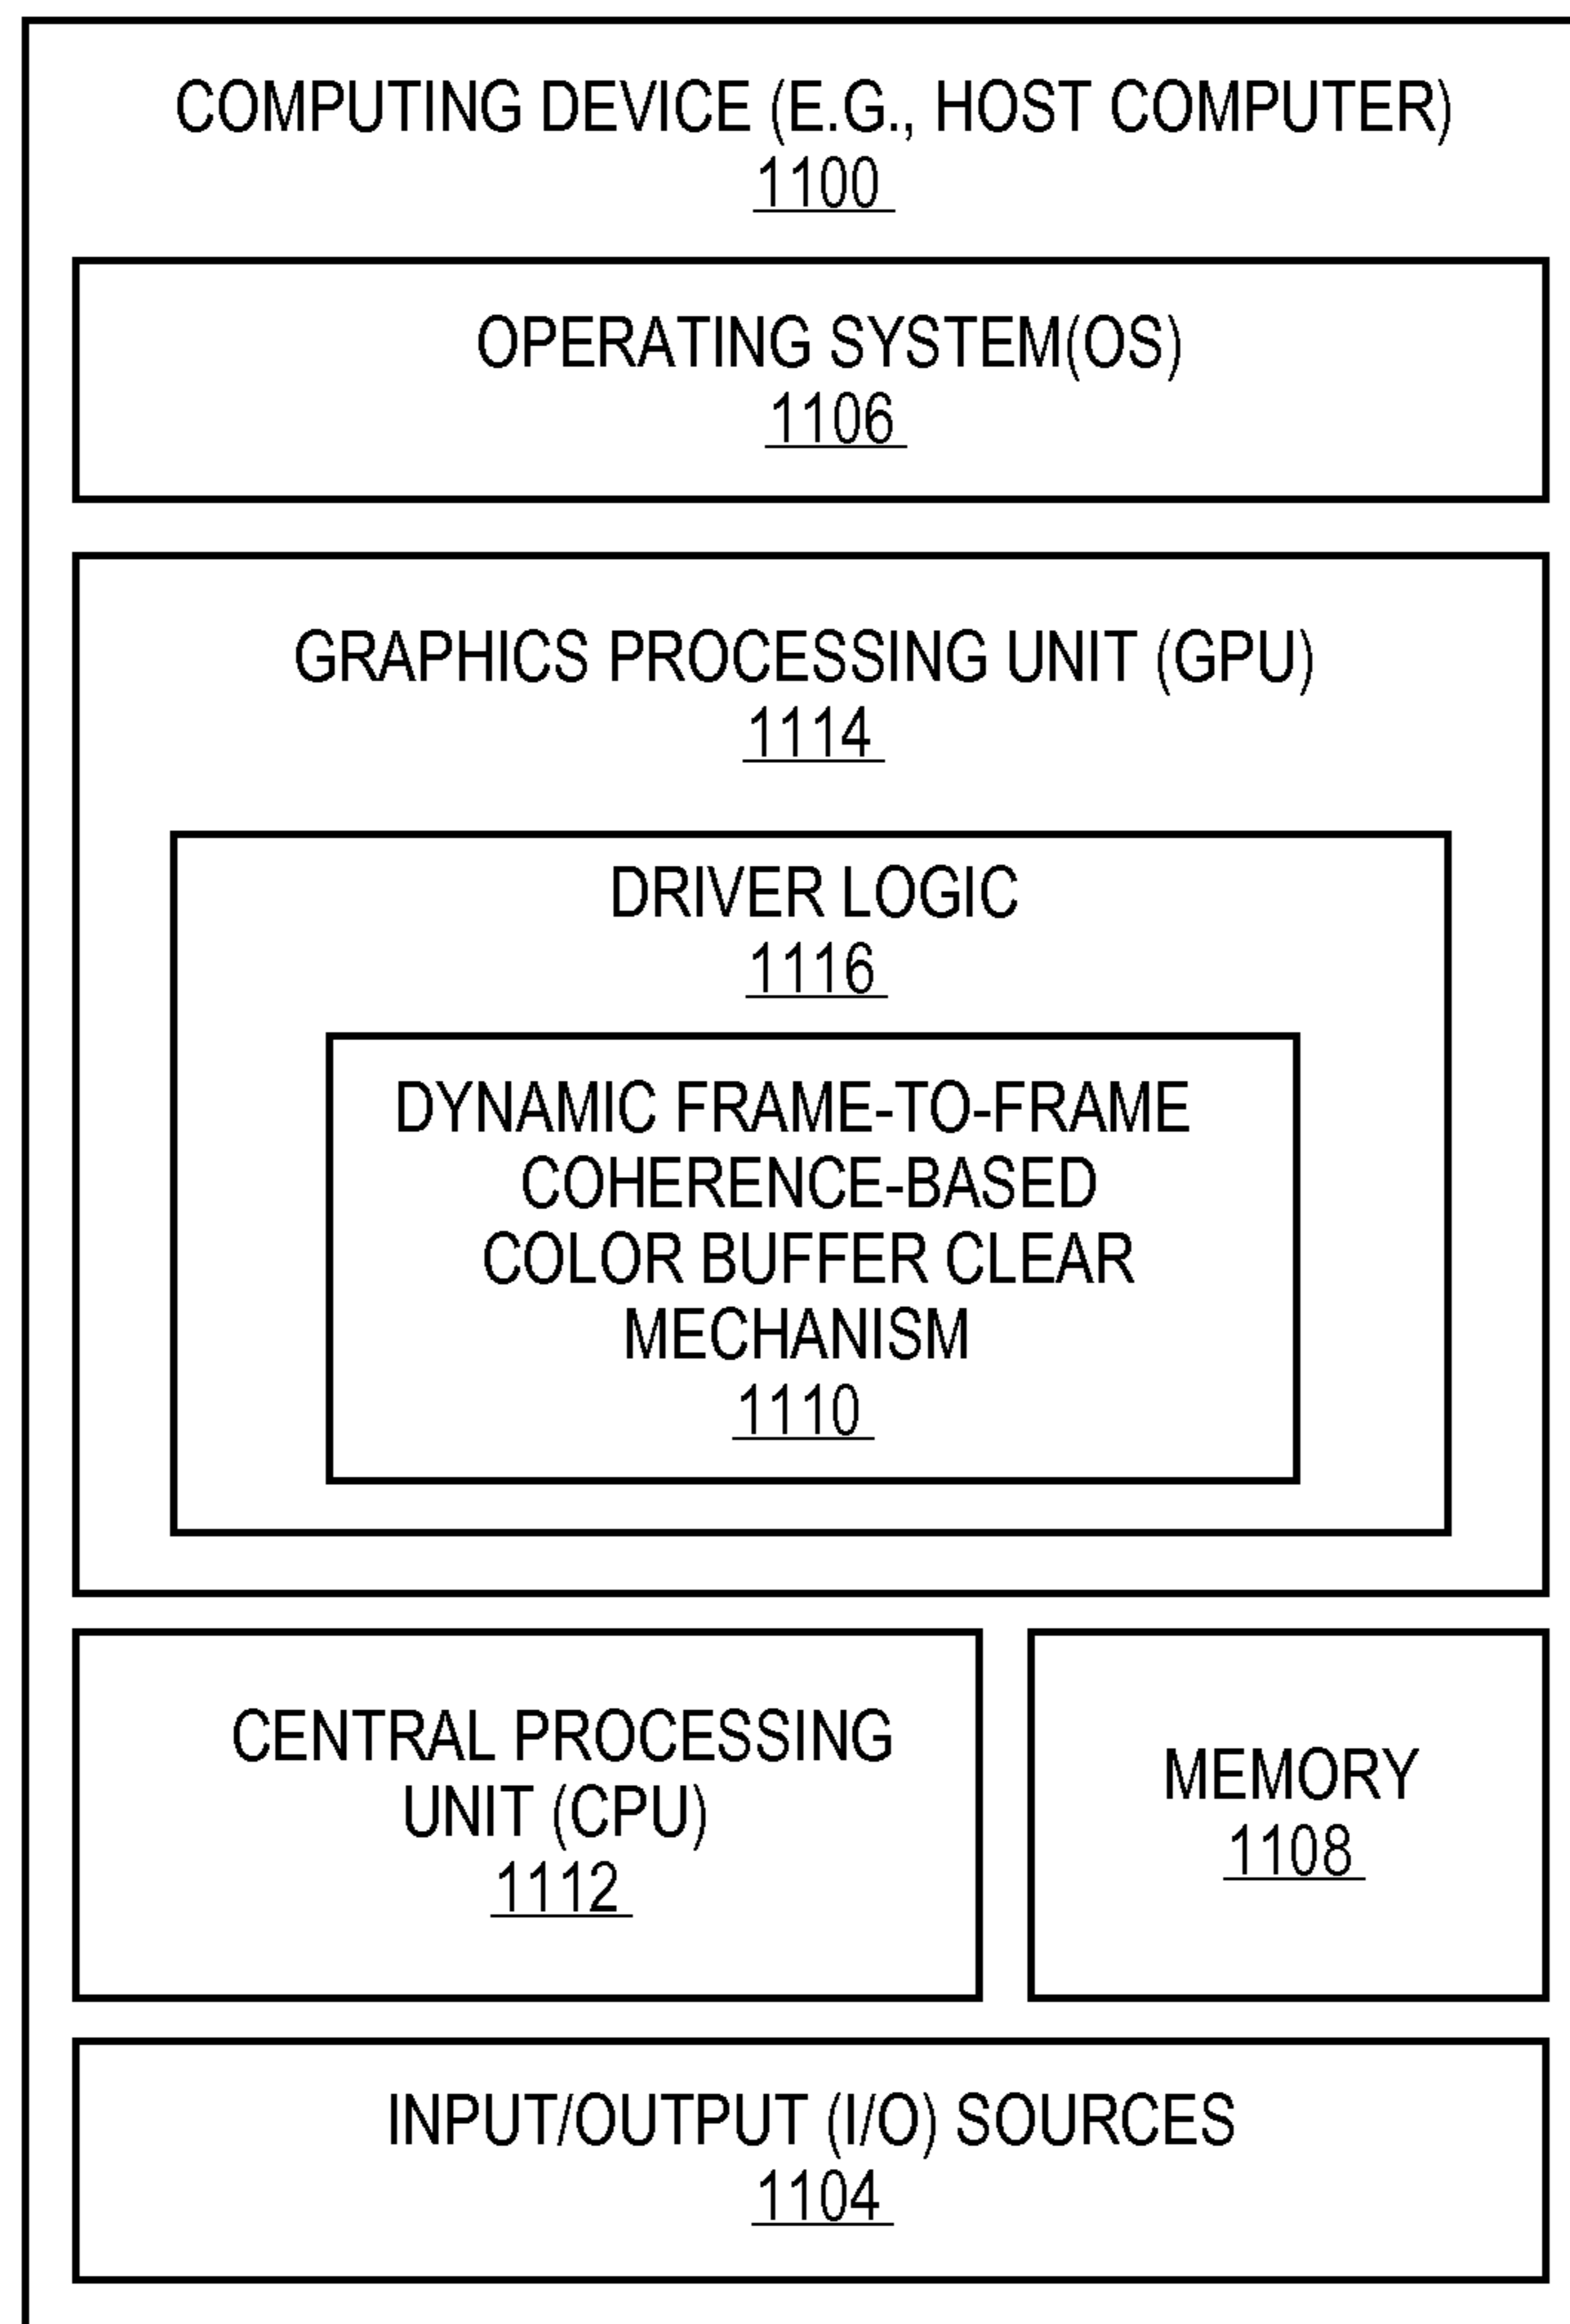 COMPUTING DEVICE (E.G., HOST COMPUTER)
1100
OPERATING SYSTEM(OS)
1106
GRAPHICS PROCESSING UNIT (GPU)
1114
DRIVER LOGIC
1116
DYNAMIC FRAME-TO-FRAME
COHERENCE-BASED
COLOR BUFFER CLEAR
MECHANISM
1110
CENTRAL PROCESSING
UNIT (CPU)
1112
MEMORY
1108
INPUT/OUTPUT (I/O) SOURCES
1104